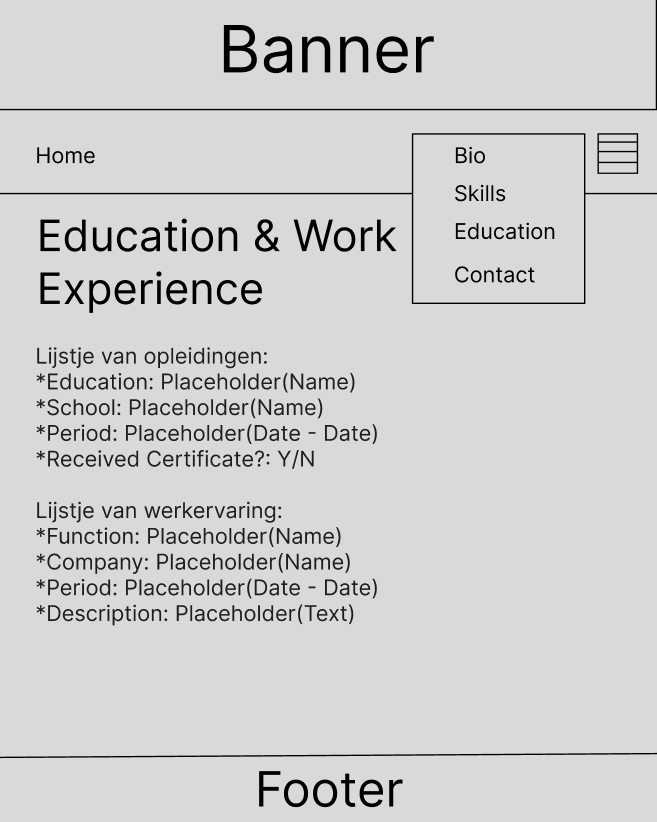 Banner
Home
Bio
Skills
Education
Contact
Education & Work
Experience
Lijstje van opleidingen:
*Education: Placeholder(Name)
*School: Placeholder(Name)
*Period: Placeholder(Date - Date)
*Received Certificate?: Y/N
Lijstje van werkervaring:
*Function: Placeholder(Name)
*Company: Placeholder(Name)
*Period: Placeholder(Date - Date)
*Description: Placeholder(Text)
Footer